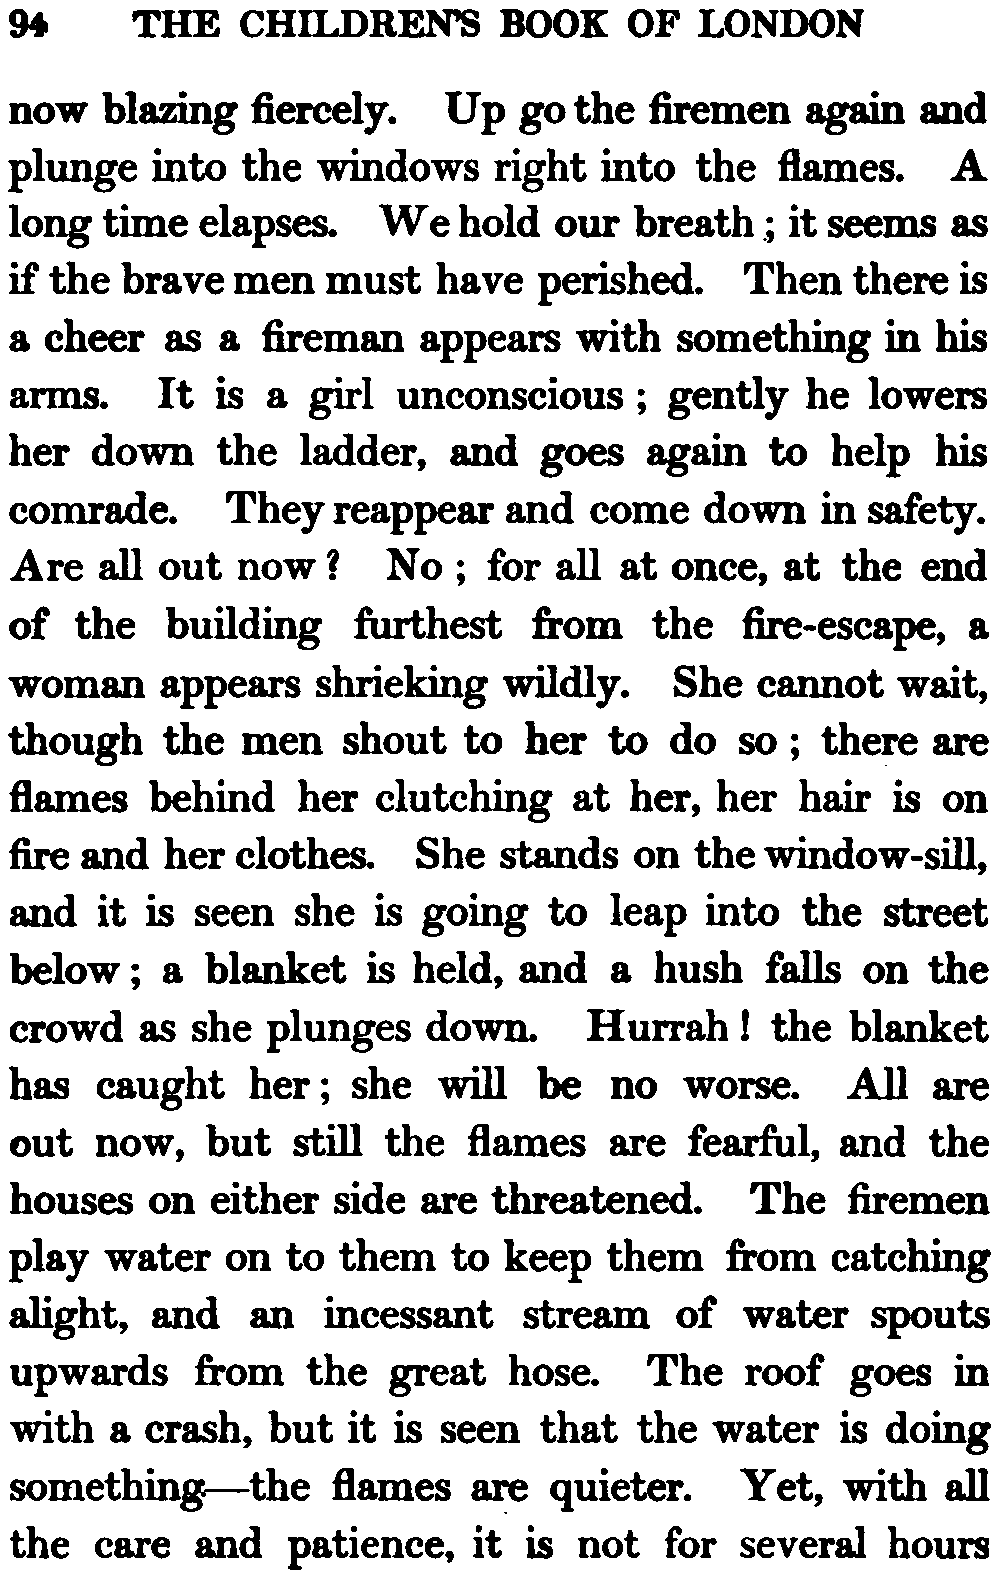 94 THE CHILDREN'S BOOK OF LONDON
now blazing fiercely. Up go the firemen again and
plunge into the windows right into the flames. A
long time elapses. We hold our breath; it seems as
if the brave men must have perished. Then there is
a cheer as a fireman appears with something in his
arms. It is a girl unconscious; gently he lowers
her down the ladder, and goes again to help his
comrade. They reappear and come down in safety.
Are all out now? No; for all at once, at the end
of the building furthest from the fire-escape, a
woman appears shrieking wildly. She cannot wait,
though the men shout to her to do so; there are
flames behind her clutching at her, her hair is on
fire and her clothes. She stands on the window-sill,
and it is seen she is going to leap into the street
below; a blanket is held, and a hush falls on the
crowd as she plunges down. Hurrah! the blanket
has caught her; she will be no worse. All are
out now, but still the flames are fearful, and the
houses on either side are threatened. The firemen
play water on to them to keep them from catching
alight, and an incessant stream of water spouts
upwards from the great hose. The roof goes in
with a crash, but it is seen that the water is doing
something—the flames are quieter. Yet, with all
the care and patience, it is not for several hours